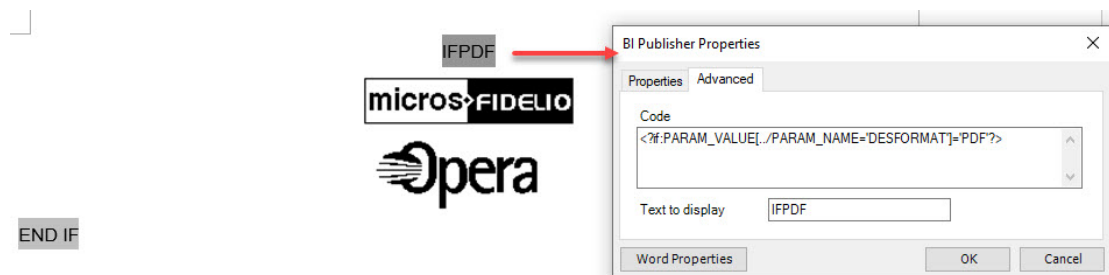 IFPDF
micros FIDELIO
Opera
END IF
BI Publisher Properties
Properties Advanced
Code
<?if:PARAM_VALUE[../PARAM_NAME='DESFORMAT']='PDF'?>
Text to display IFPDF
Word Properties OK Cancel